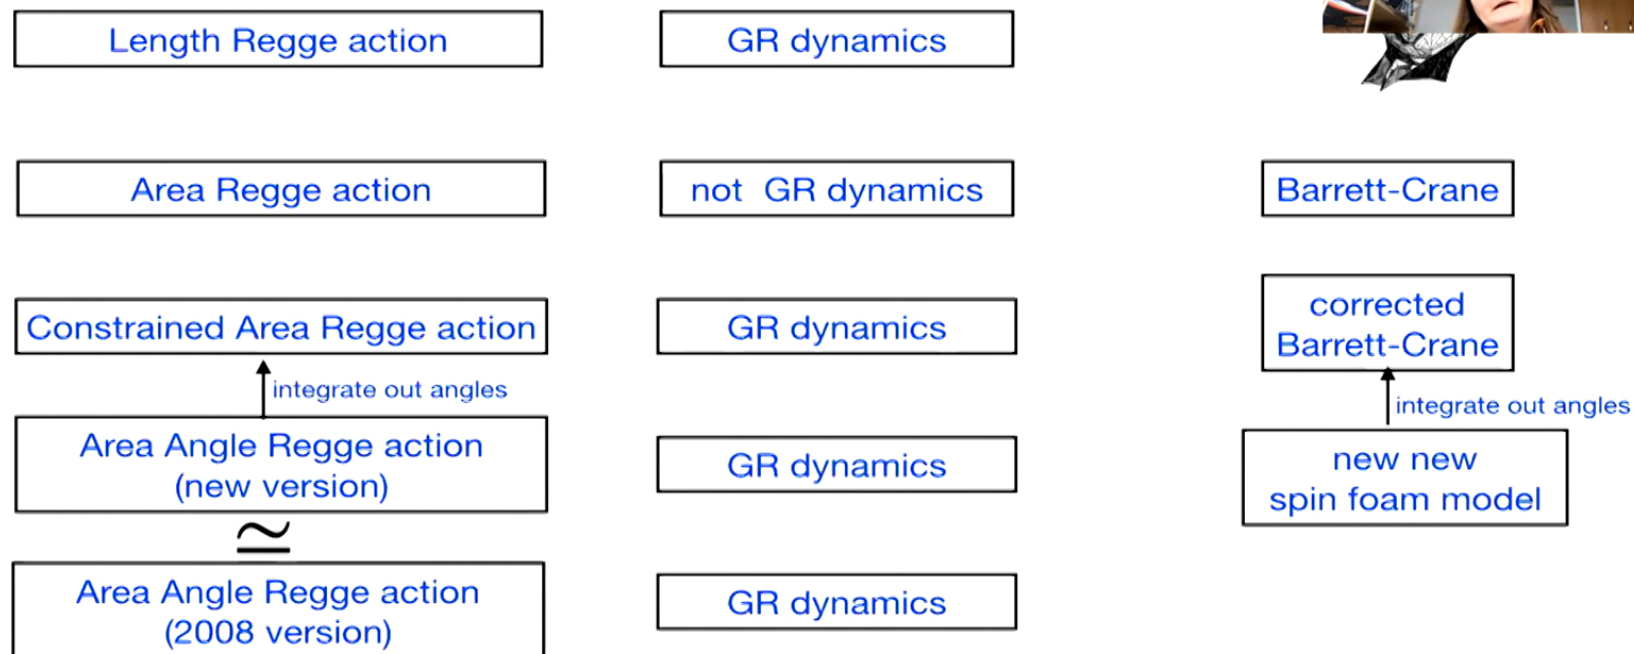 Length Regge action
GR dynamics
Area Regge action
not GR dynamics
Barrett-Crane
Constrained Area Regge action
GR dynamics
corrected
Barrett-Crane
integrate out angles
integrate out angles
Area Angle Regge action
(new version)
GR dynamics
new new
spin foam model
≃
Area Angle Regge action
(2008 version)
GR dynamics